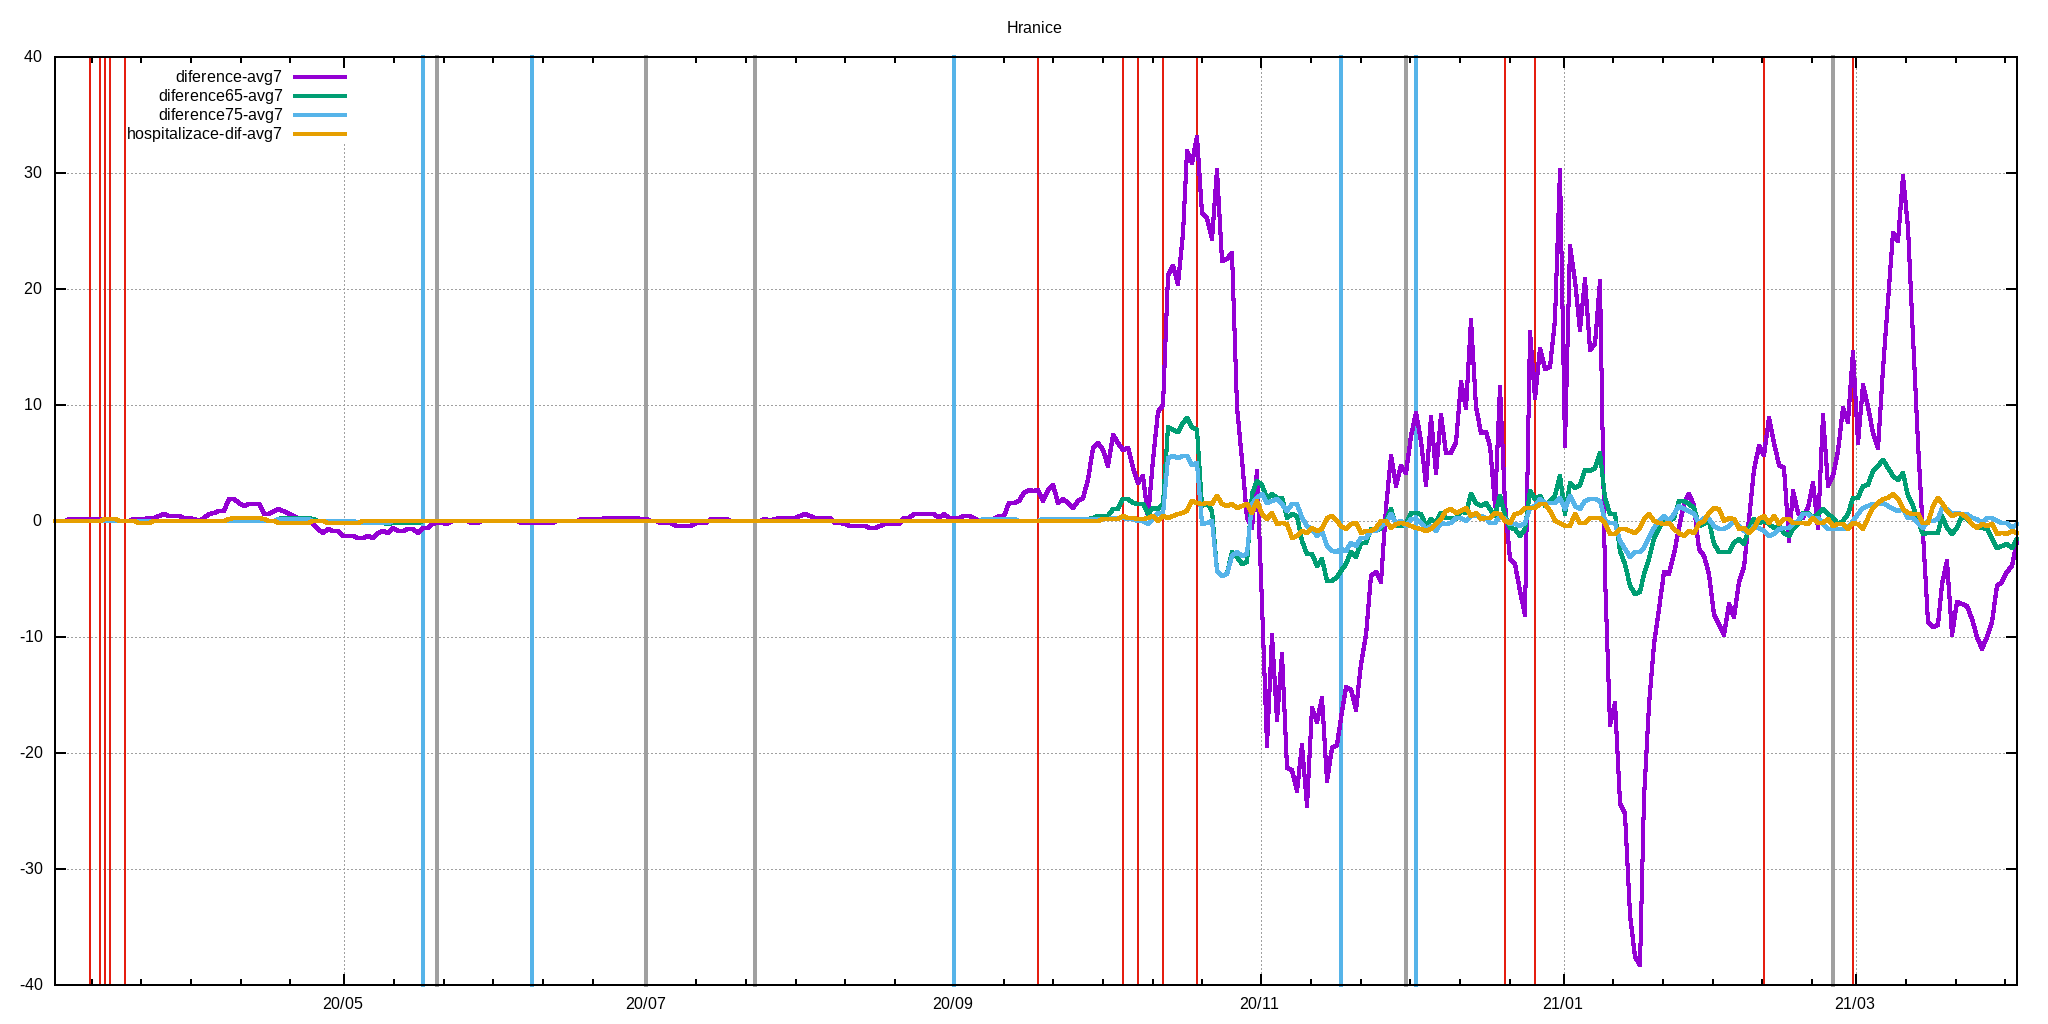 Hranice
diference-avg7
diference65-avg7
diference75-avg7
hospitalizace-dif-avg7
40
30
20
10
0
-10
-20
-30
-40
20/05 20/07 20/09 20/11 21/01 21/03